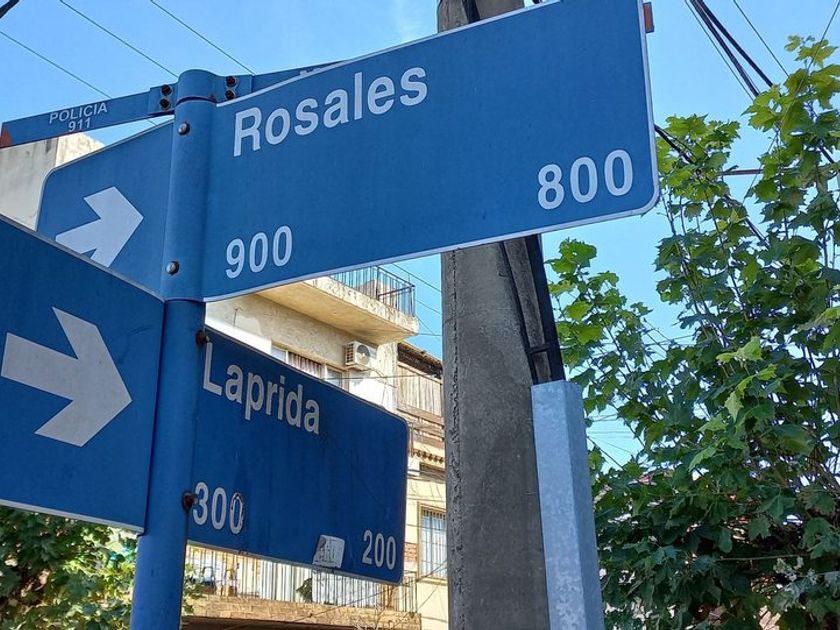 POLICIA
911
Rosales
900 800
Laprida
300 200